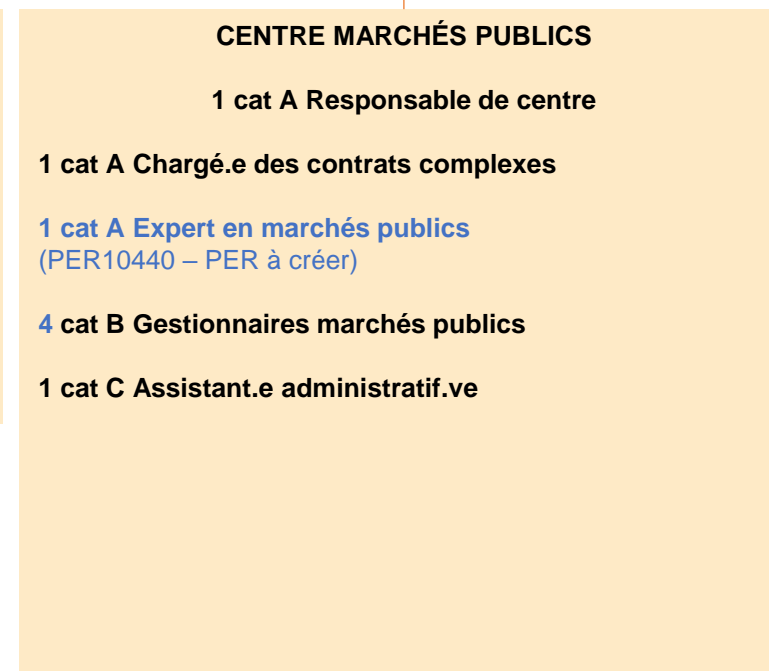 CENTRE MARCHÉS PUBLICS
1 cat A Responsable de centre
1 cat A Chargé.e des contrats complexes
1 cat A Expert en marchés publics
(PER10440 – PER à créer)
4 cat B Gestionnaires marchés publics
1 cat C Assistant.e administratif.ve